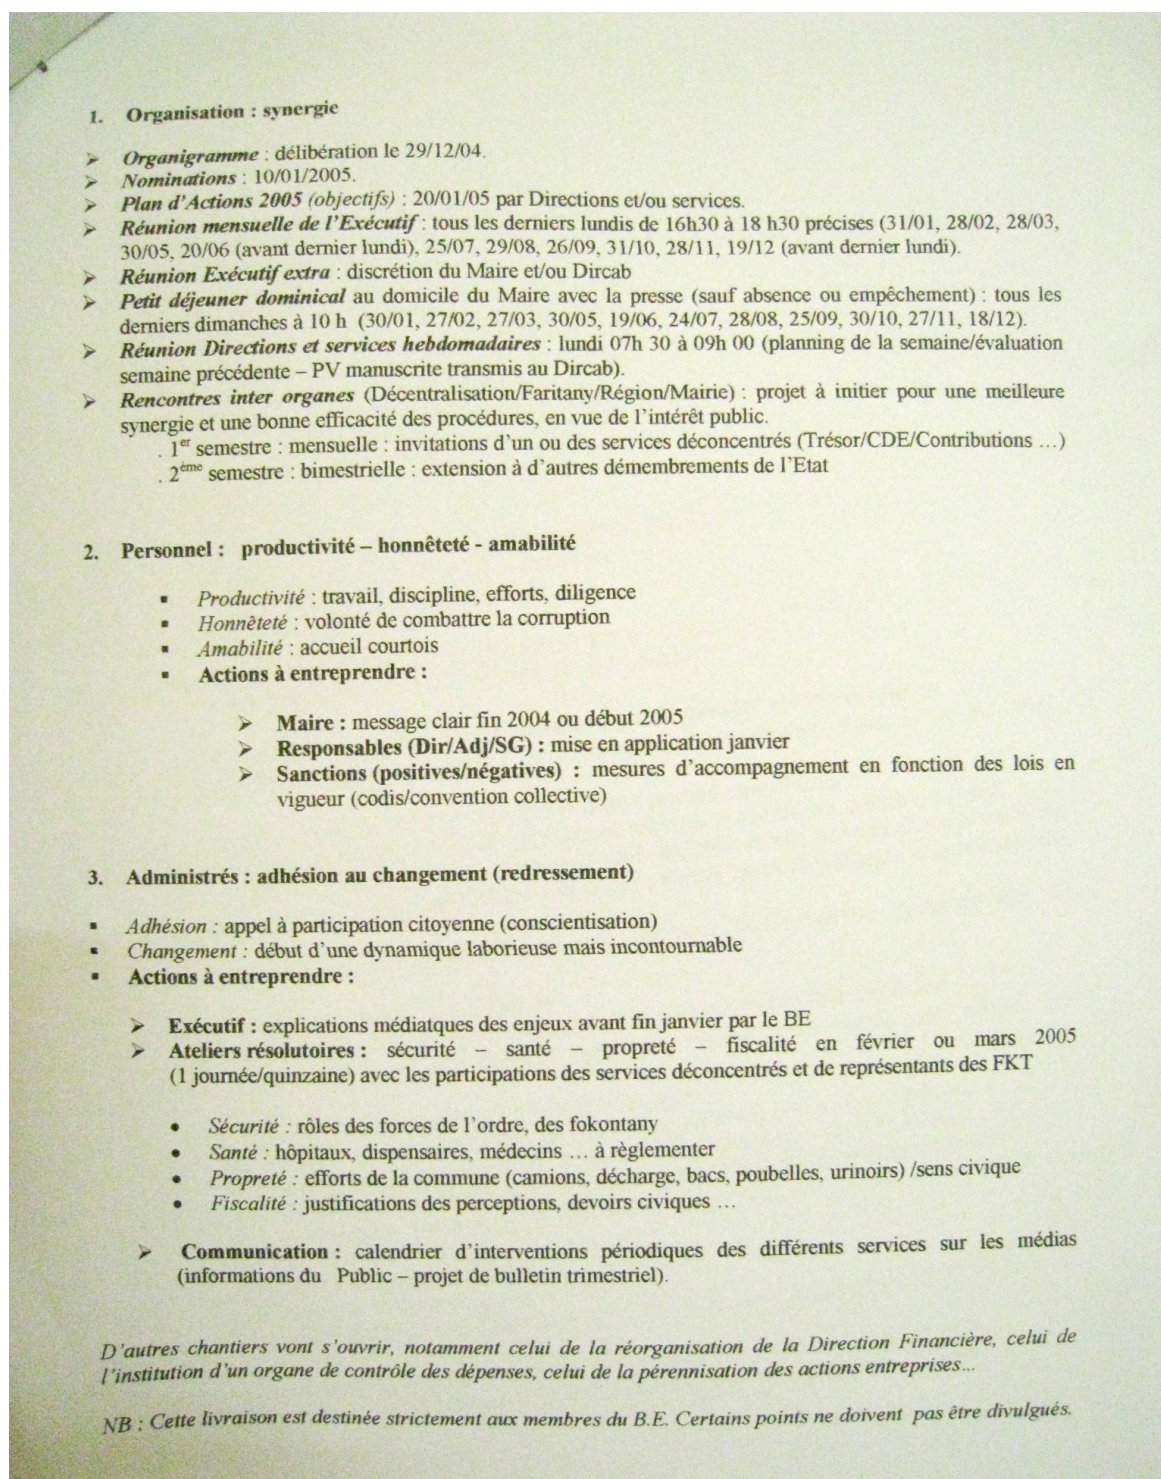 1. Organisation : synergie
➢ Organigramme : délibération le 29/12/04.
➢ Nominations : 10/01/2005.
➢ Plan d'Actions 2005 (objectifs) : 20/01/05 par Directions et/ou services.
➢ Réunion mensuelle de l'Exécutif : tous les derniers lundis de 16h30 à 18 h30 précises (31/01, 28/02, 28/03,
30/05, 20/06 (avant dernier lundi), 25/07, 29/08, 26/09, 31/10, 28/11, 19/12 (avant dernier lundi).
➢ Réunion Exécutif extra : discrétion du Maire et/ou Dircab
➢ Petit déjeuner dominical au domicile du Maire avec la presse (sauf absence ou empêchement) : tous les
derniers dimanches à 10 h (30/01, 27/02, 27/03, 30/05, 19/06, 24/07, 28/08, 25/09, 30/10, 27/11, 18/12).
➢ Réunion Directions et services hebdomadaires : lundi 07h 30 à 09h 00 (planning de la semaine/évaluation
semaine précédente – PV manuscrite transmis au Dircab).
➢ Rencontres inter organes (Décentralisation/Faritany/Région/Mairie) : projet à initier pour une meilleure
synergie et une bonne efficacité des procédures, en vue de l'intérêt public.
. 1er semestre : mensuelle : invitations d'un ou des services déconcentrés (Trésor/CDE/Contributions ...)
. 2ème semestre : bimestrielle : extension à d'autres démembrements de l'Etat
2. Personnel : productivité – honnêteté - amabilité
▪ Productivité : travail, discipline, efforts, diligence
▪ Honnêteté : volonté de combattre la corruption
▪ Amabilité : accueil courtois
▪ Actions à entreprendre :
➢ Maire : message clair fin 2004 ou début 2005
➢ Responsables (Dir/Adj/SG) : mise en application janvier
➢ Sanctions (positives/négatives) : mesures d'accompagnement en fonction des lois en
vigueur (codis/convention collective)
3. Administrés : adhésion au changement (redressement)
▪ Adhésion : appel à participation citoyenne (conscientisation)
▪ Changement : début d'une dynamique laborieuse mais incontournable
▪ Actions à entreprendre :
➢ Exécutif : explications médiatques des enjeux avant fin janvier par le BE
➢ Ateliers résolutoires : sécurité – santé – propreté – fiscalité en février ou mars 2005
(1 journée/quinzaine) avec les participations des services déconcentrés et de représentants des FKT
• Sécurité : rôles des forces de l'ordre, des fokontany
• Santé : hôpitaux, dispensaires, médecins ... à règlementer
• Propreté : efforts de la commune (camions, décharge, bacs, poubelles, urinoirs) /sens civique
• Fiscalité : justifications des perceptions, devoirs civiques ...
➢ Communication : calendrier d'interventions périodiques des différents services sur les médias
(informations du Public – projet de bulletin trimestriel).
D'autres chantiers vont s'ouvrir, notamment celui de la réorganisation de la Direction Financière, celui de
l'institution d'un organe de contrôle des dépenses, celui de la pérennisation des actions entreprises...
NB : Cette livraison est destinée strictement aux membres du B.E. Certains points ne doivent pas être divulgués.